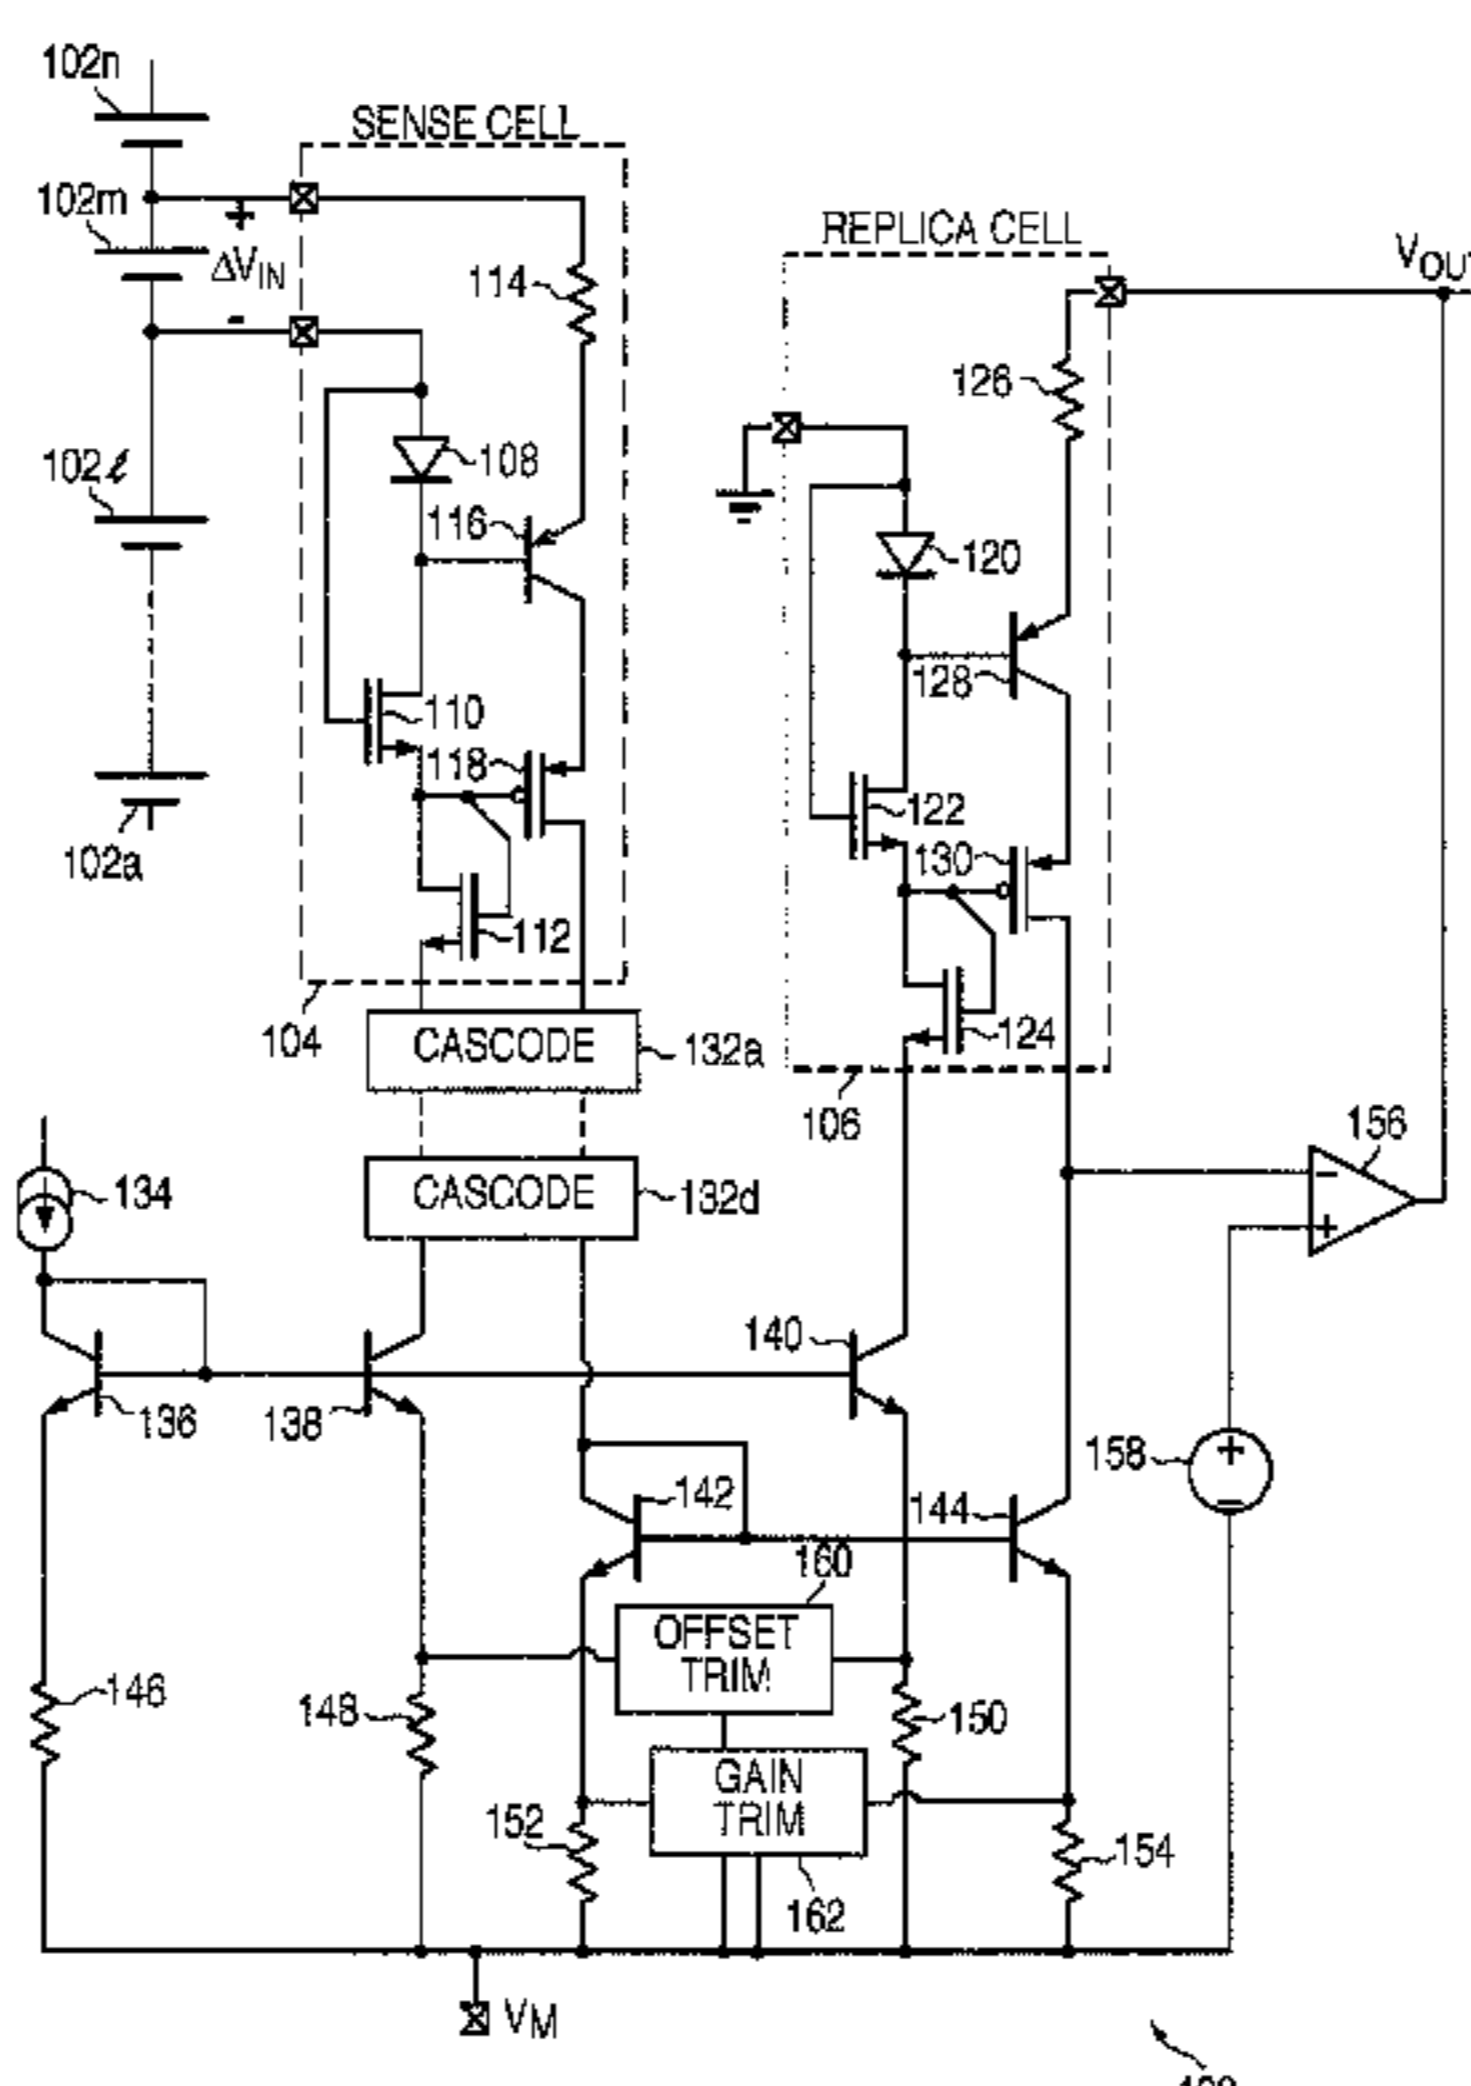 102n
SENSE CELL
102m
+
ΔVIN
-
114
REPLICA CELL
VOUT
126
102ℓ
108
116
120
128
110
118
122
130
102a
112
124
104
CASCODE
132a
106
156
134
CASCODE
132d
-
+
140
136
138
158
+
-
142
144
160
OFFSET
TRIM
146
148
150
GAIN
TRIM
152
154
162
VM